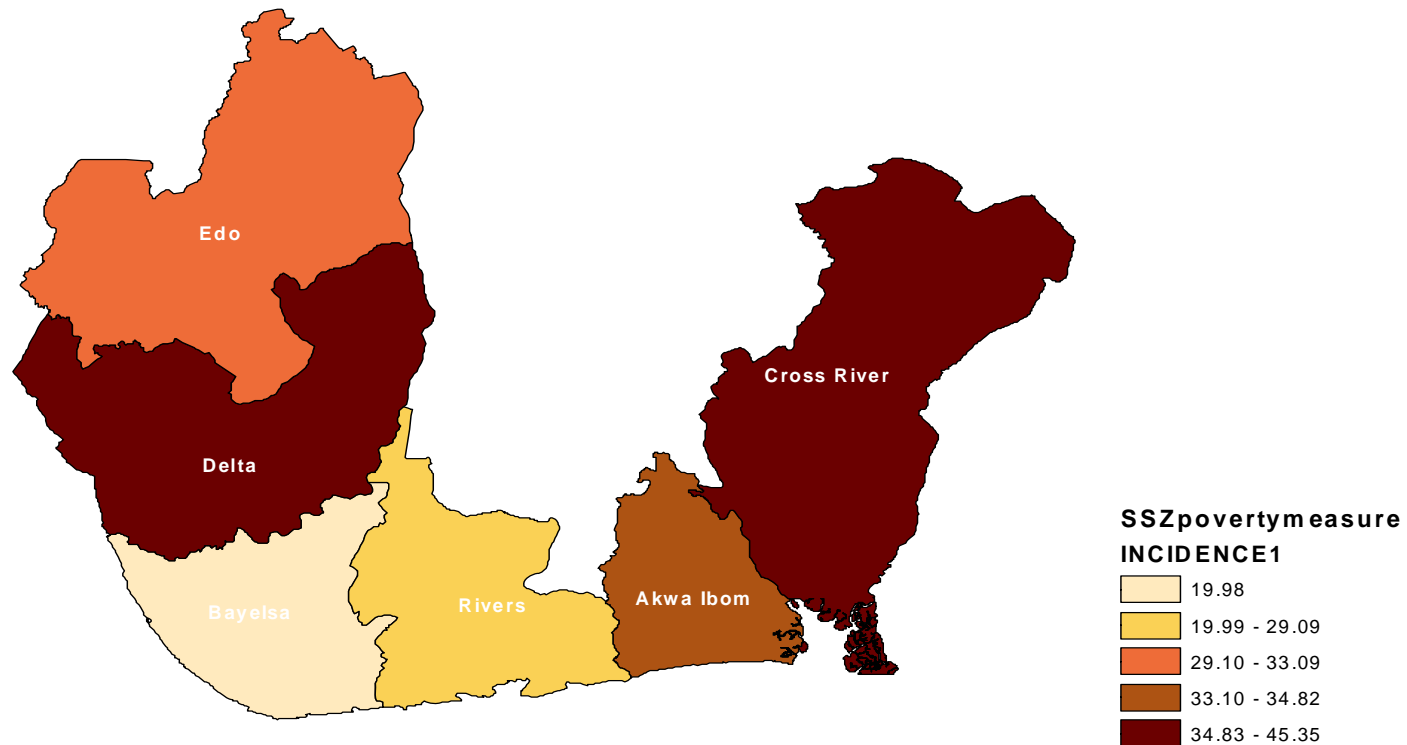 Edo
Cross River
Delta
Akwa Ibom
Bayelsa
Rivers
SSZpovertymeasure
INCIDENCE1
19.98
19.99 - 29.09
29.10 - 33.09
33.10 - 34.82
34.83 - 45.35